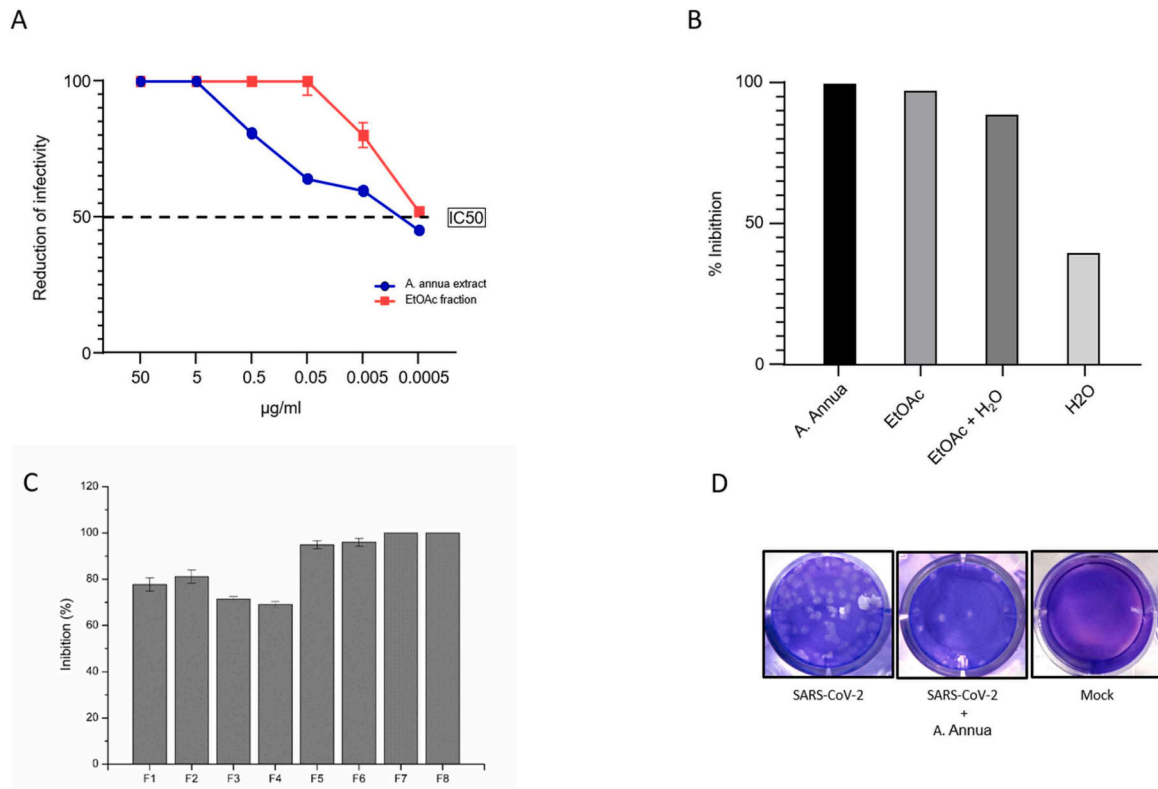 A
Reduction of infectivity
100
50
0
IC50
A. annua extract
EtOAc fraction
50 5 0.5 0.05 0.005 0.0005
µg/ml
B
% Inibithion
100
50
0
A. Annua
EtOAc
EtOAc + H₂O
H2O
C
Inibition (%)
120
100
80
60
40
20
0
F1 F2 F3 F4 F5 F6 F7 F8
D
SARS-CoV-2
SARS-CoV-2
+
A. Annua
Mock